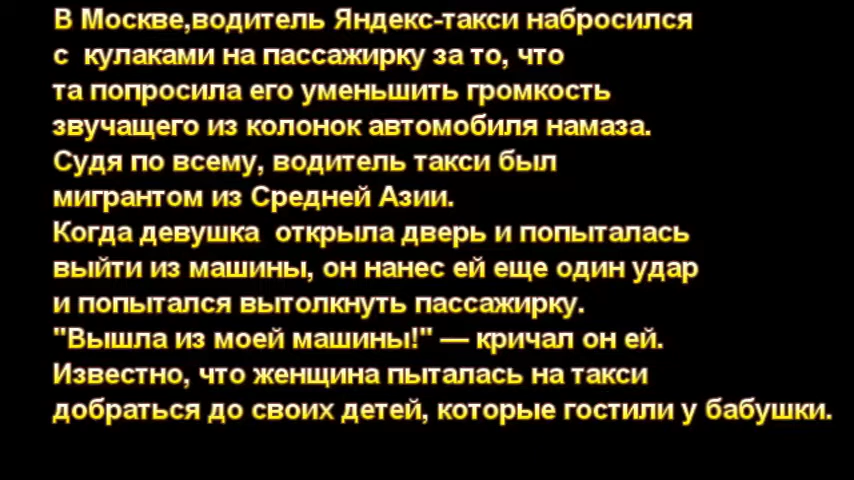 В Москве,водитель Яндекс-такси набросился
с  кулаками на пассажирку за то, что
та попросила его уменьшить громкость
звучащего из колонок автомобиля намаза.
Судя по всему, водитель такси был
мигрантом из Средней Азии.
Когда девушка  открыла дверь и попыталась
выйти из машины, он нанес ей еще один удар
и попытался вытолкнуть пассажирку.
"Вышла из моей машины!" — кричал он ей.
Известно, что женщина пыталась на такси
добраться до своих детей, которые гостили у бабушки.